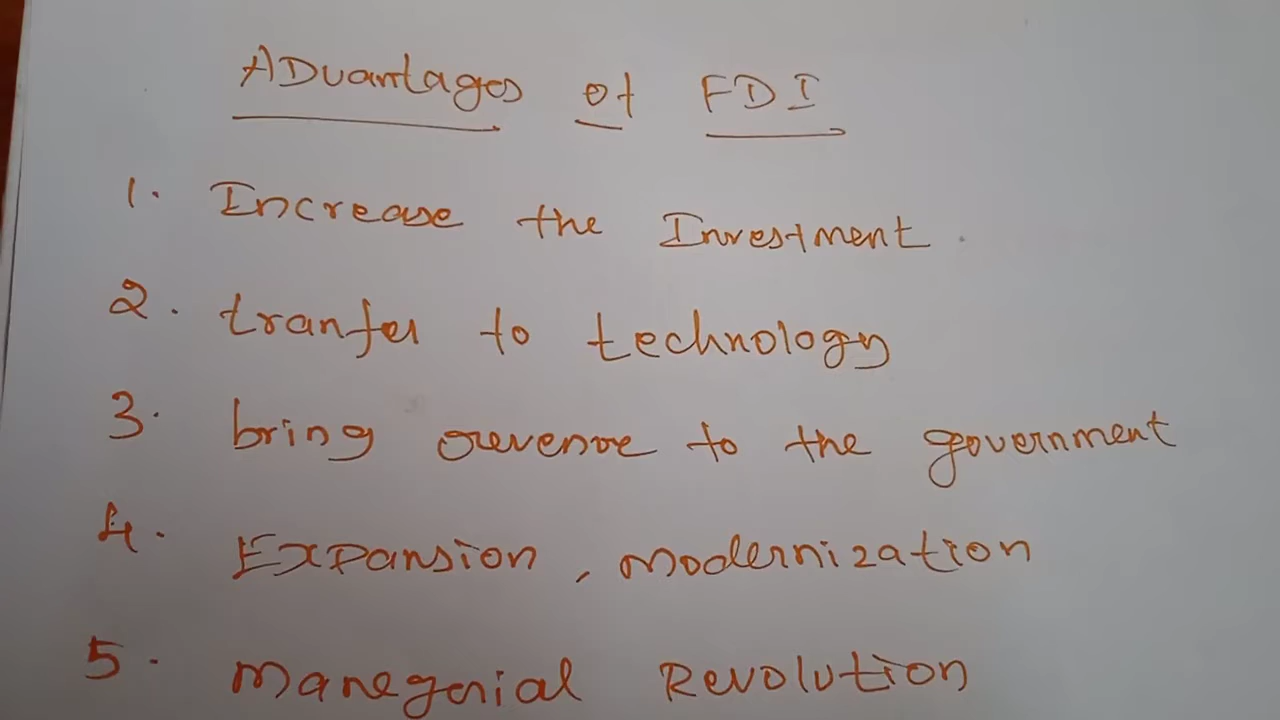 ADvantages of FDI
1. Increase the Investment.
2. tranfer to technology
3. bring revenue to the government
4. Expansion, modernization
5. Manegerial Revolution